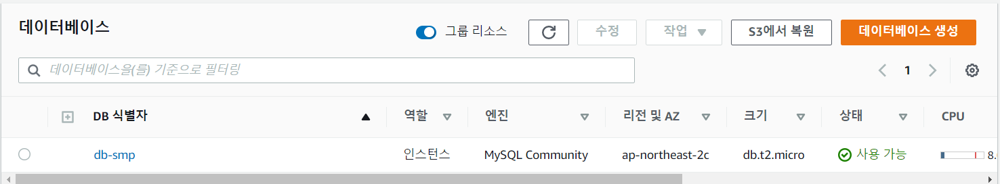 데이터베이스
그룹 리소스 수정 작업 S3에서 복원 데이터베이스 생성
데이터베이스을(를) 기준으로 필터링 1
DB 식별자 역할 엔진 리전 및 AZ 크기 상태 CPU
db-smp 인스턴스 MySQL Community ap-northeast-2c db.t2.micro 사용 가능 8.